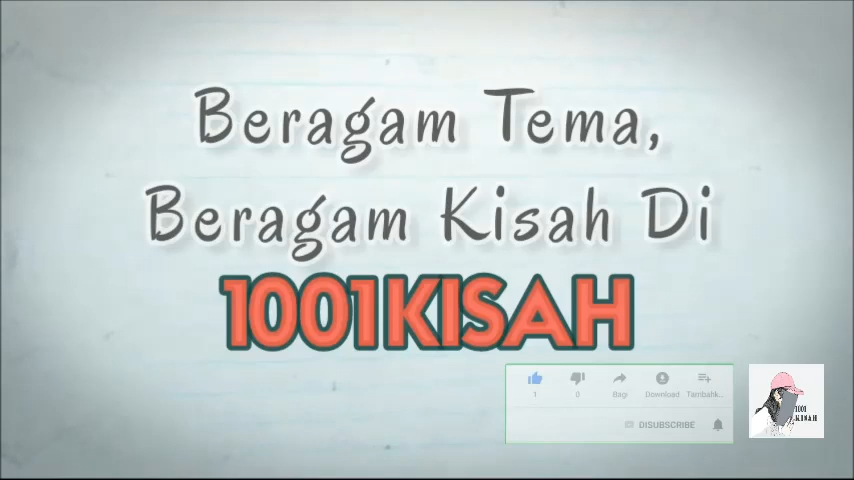 Beragam Tema,
Beragam Kisah Di
1001KISAH
1 0 Bagi Download Tambahk...
DISUBSCRIBE
1001
KISAH